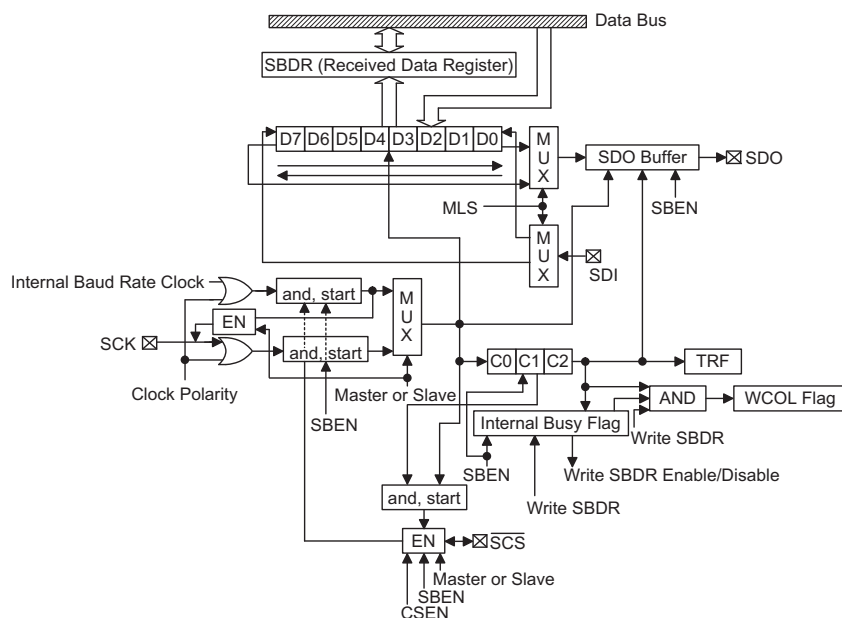 Data Bus
SBDR (Received Data Register)
D7 D6 D5 D4 D3 D2 D1 D0
MUX
SDO Buffer
SDO
MLS
SBEN
MUX
SDI
Internal Baud Rate Clock
and, start
MUX
EN
SCK
and, start
C0 C1 C2
TRF
Clock Polarity
Master or Slave
AND
WCOL Flag
SBEN
Internal Busy Flag
Write SBDR
SBEN
Write SBDR Enable/Disable
and, start
Write SBDR
EN
SCS
Master or Slave
SBEN
CSEN